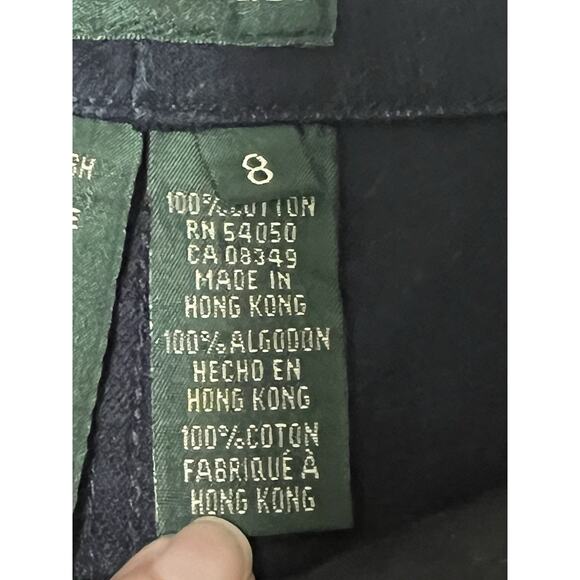 8
100% COTTON
RN 54050
CA 08349
MADE IN
HONG KONG
100% ALGODON
HECHO EN
HONG KONG
100% COTON
FABRIQUÉ À
HONG KONG